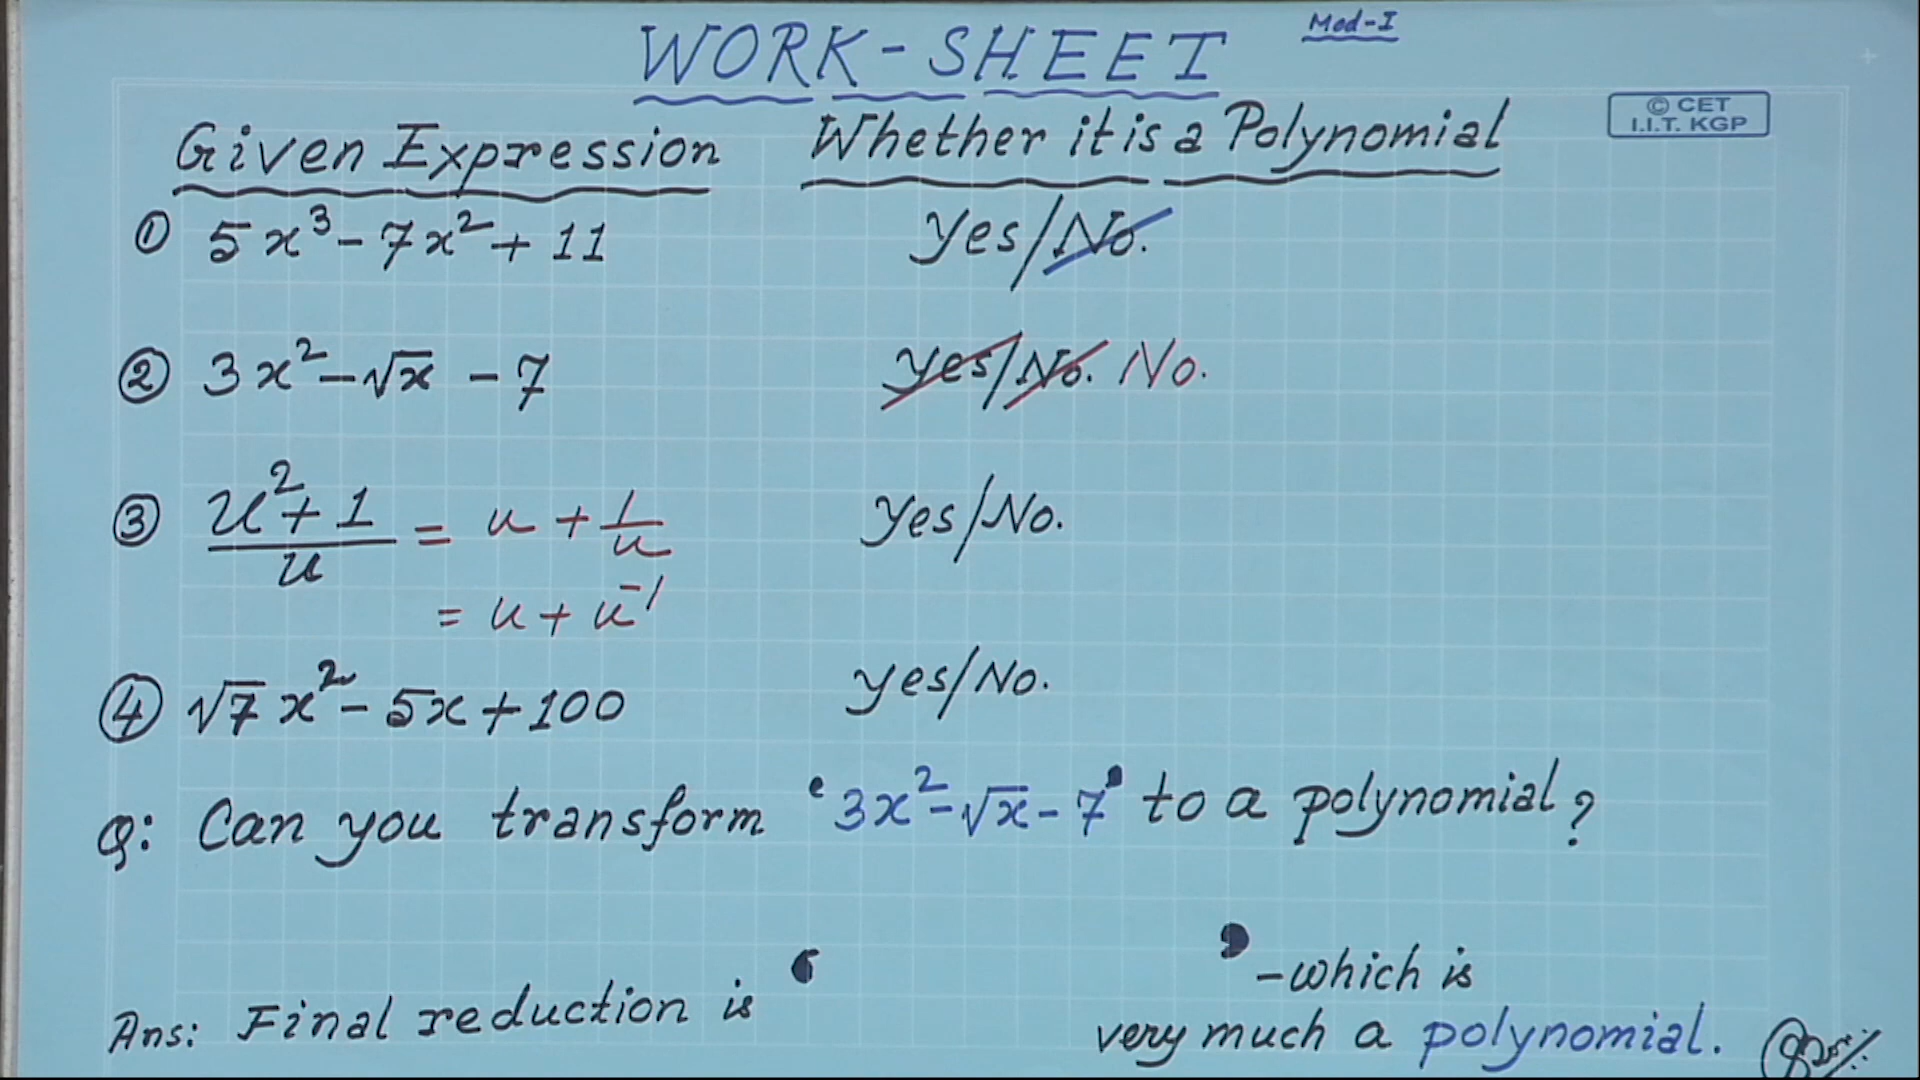 WORK-SHEET
Mod-I
© CET
I.I.T. KGP
Given Expression Whether it is a Polynomial
① 5x³-7x²+11 Yes/No.
② 3x²-√x -7 Yes/No. No.
③ u²+1/u = u + 1/u Yes/No.
= u + u⁻¹
④ √7x²-5x+100 Yes/No.
Q: Can you transform '3x²-√x-7' to a polynomial?
Ans: Final reduction is ' ' -which is
very much a polynomial.